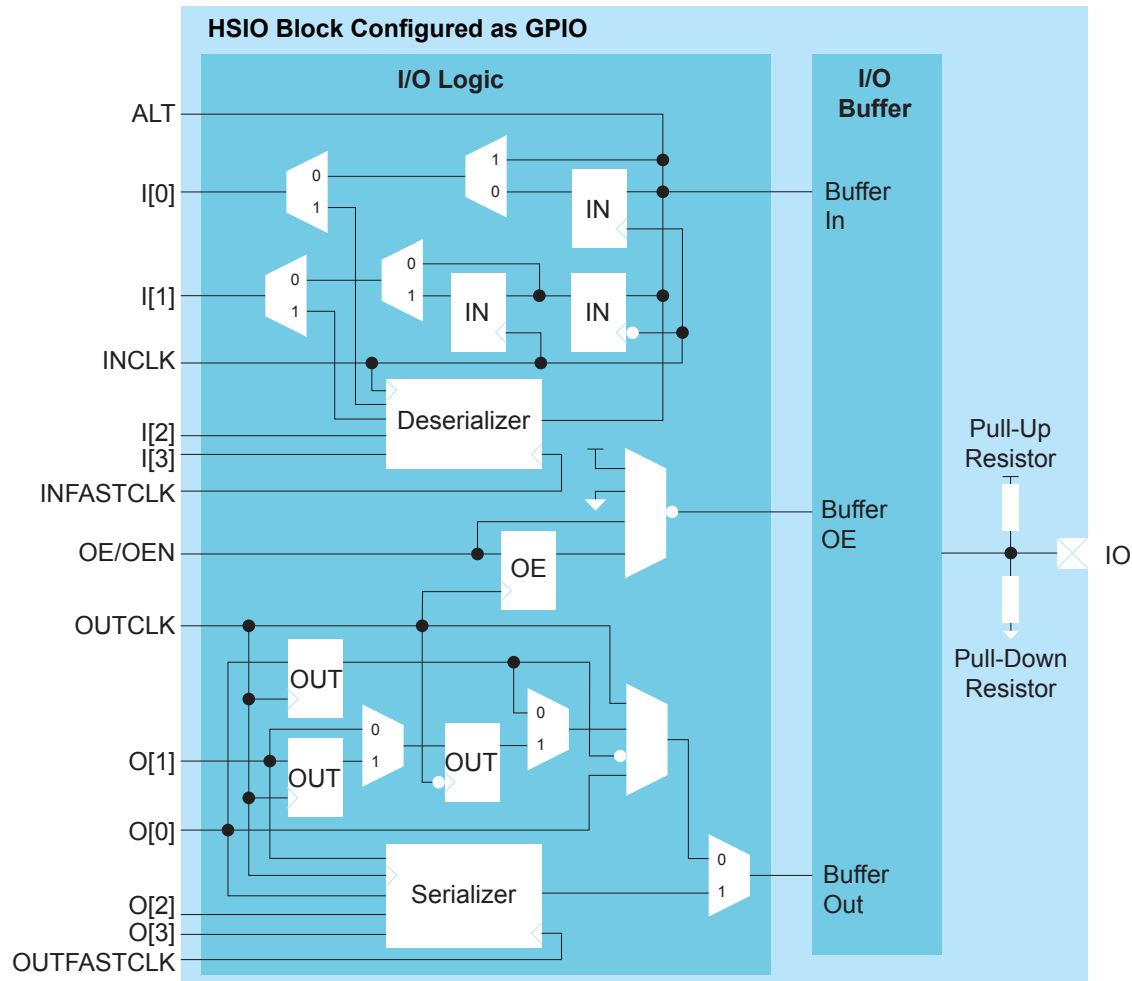 HSIO Block Configured as GPIO
I/O Logic
I/O
Buffer
ALT
I[0]
0
1
1
0
IN
Buffer
In
I[1]
0
1
0
1
IN
IN
INCLK
Deserializer
I[2]
I[3]
INFASTCLK
Pull-Up
Resistor
Buffer
OE
OE/OEN
OE
IO
OUTCLK
OUT
Pull-Down
Resistor
O[1]
OUT
0
1
OUT
0
1
O[0]
0
1
Serializer
Buffer
Out
O[2]
O[3]
OUTFASTCLK